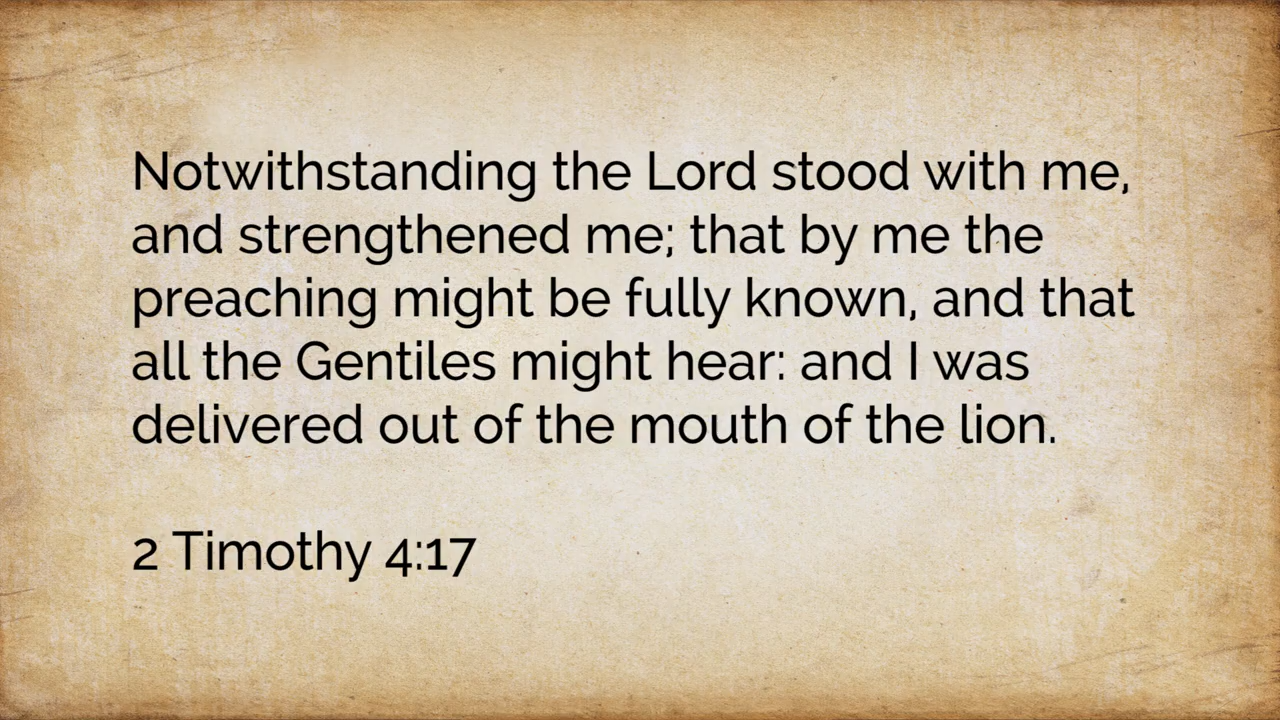 Notwithstanding the Lord stood with me,
and strengthened me; that by me the
preaching might be fully known, and that
all the Gentiles might hear: and I was
delivered out of the mouth of the lion.
2 Timothy 4:17